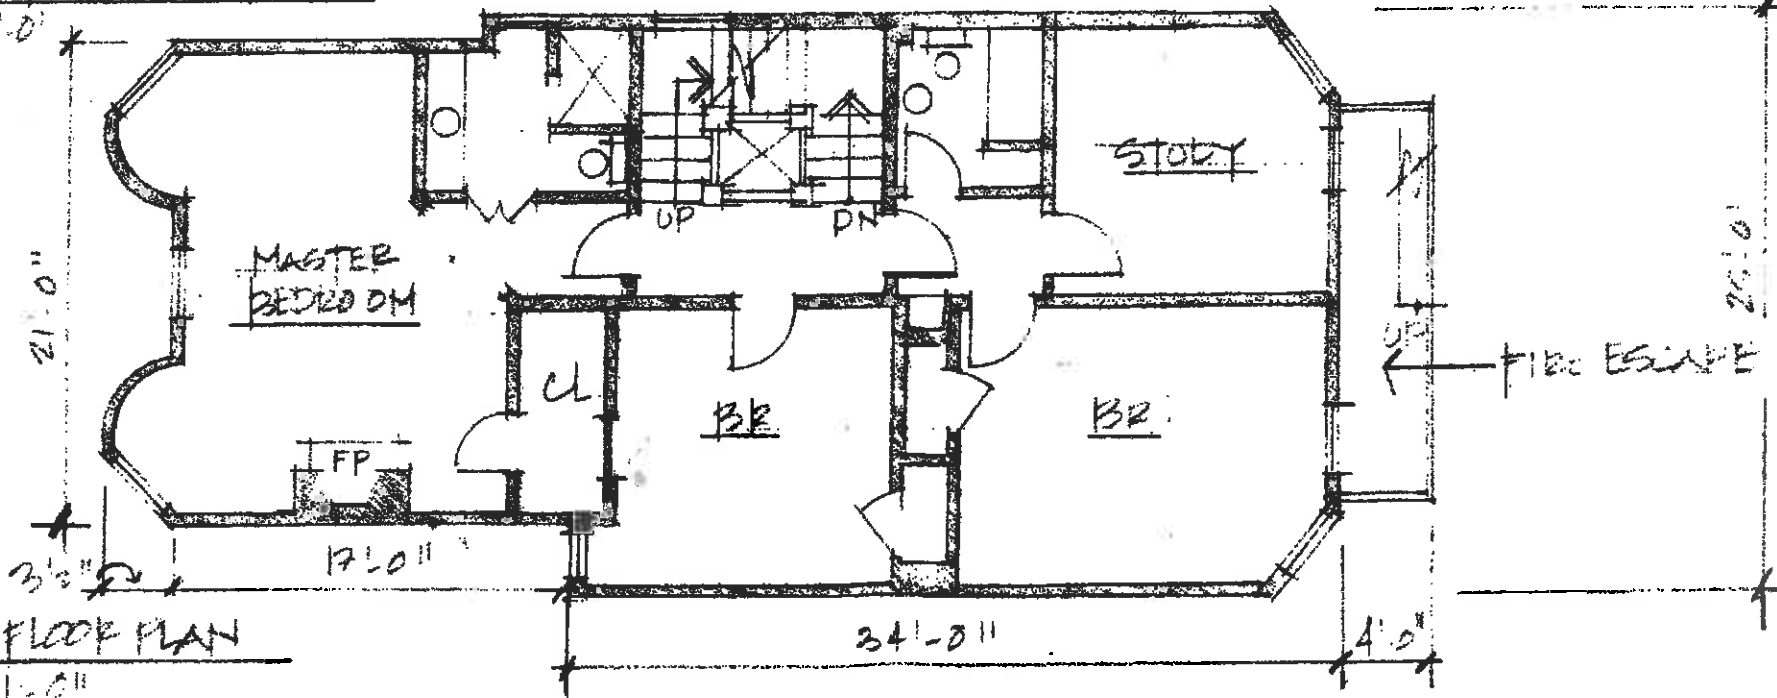 UP
DN
STUDY
MASTER
BEDROOM
21'-0"
25'-0'
UP
FIRE ESCAPE
CL
BR
BR
FP
17'-0"
FLOOR PLAN
34'-0"
4'-0"